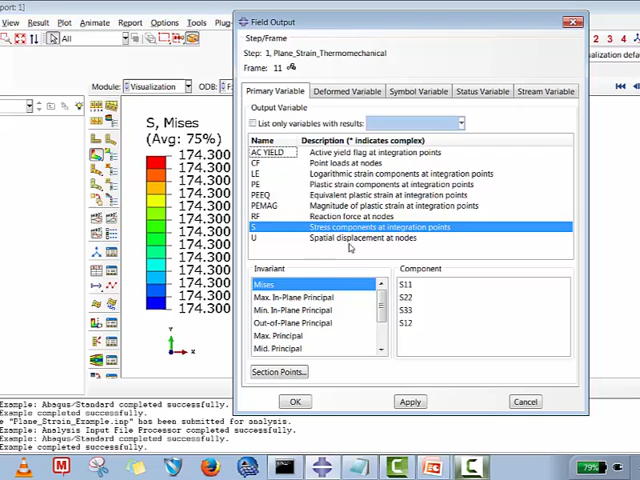 port: 1]
View Result Plot Animate Report Options Tools Plug-
Field Output
Step/Frame
Step: 1, Plane_Strain_Thermomechanical
Frame: 11
All
Module: Visualization ODB: F:
Primary Variable Deformed Variable Symbol Variable Status Variable Stream Variable
2 3 4
sualization defau
Output Variable
List only variables with results:
S, Mises
(Avg: 75%)
174.300
174.300
174.300
174.300
174.300
174.300
174.300
174.300
174.300
174.300
174.300
174.300
174.300
Name Description (* indicates complex)
AC YIELD Active yield flag at integration points
CF Point loads at nodes
LE Logarithmic strain components at integration points
PE Plastic strain components at integration points
PEEQ Equivalent plastic strain at integration points
PEMAG Magnitude of plastic strain at integration points
RF Reaction force at nodes
S Stress components at integration points
U Spatial displacement at nodes
Invariant
Mises
Max. In-Plane Principal
Min. In-Plane Principal
Out-of-Plane Principal
Max. Principal
Mid. Principal
Component
S11
S22
S33
S12
Section Points...
OK Apply Cancel
Y
X
Example: Abaqus/Standard completed successfully.
Example completed successfully.
e "Plane_Strain_Example.inp" has been submitted for analysis.
Example: Analysis Input File Processor completed successfully.
Example: Abaqus/Standard completed successfully.
Example completed successfully.
79%